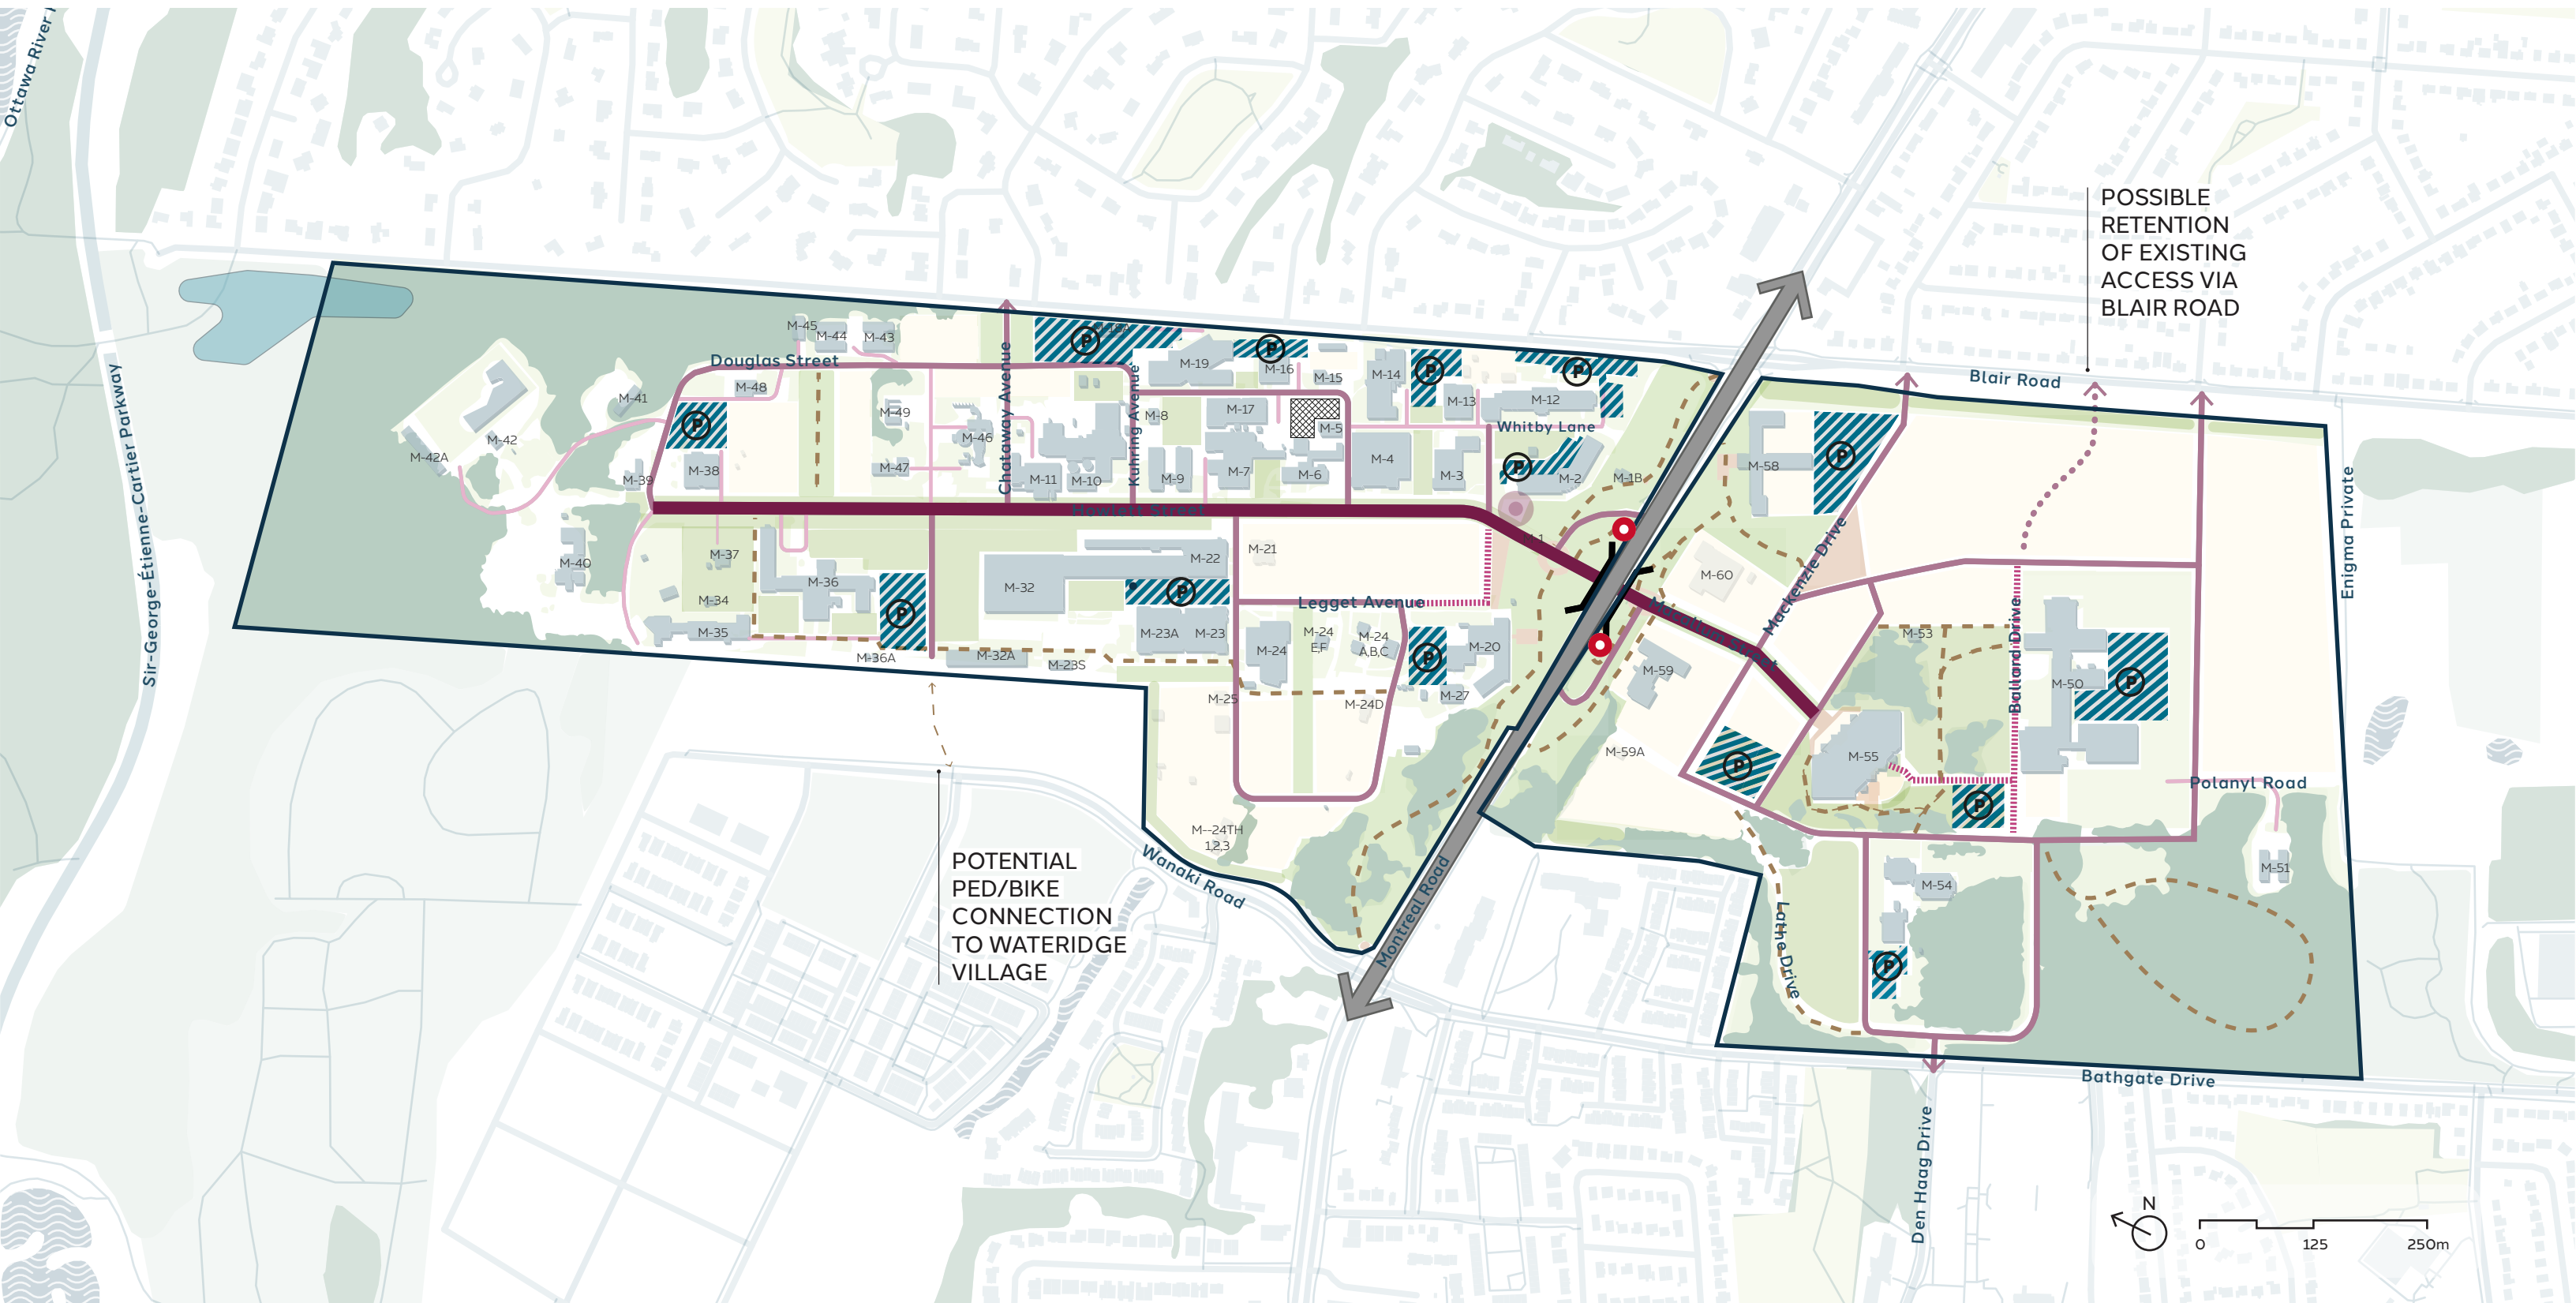 Ottawa River
Sir-George-Étienne-Cartier Parkway
POSSIBLE
RETENTION
OF EXISTING
ACCESS VIA
BLAIR ROAD
Blair Road
Enigma Private
M-45
M-44
M-43
Douglas Street
M-48
M-41
M-42
M-42A
M-39
M-38
P
M-49
M-46
M-47
Chataway Avenue
Kuhring Avenue
P
M-19
P
M-16
M-15
M-14
P
M-13
P
M-12
Whitby Lane
M-8
M-17
M-5
M-11
M-10
M-9
M-7
M-6
M-4
M-3
P
M-2
M-1B
Howlett Street
M-58
P
M-40
M-37
M-34
M-35
M-36
P
M-36A
M-32
M-22
P
M-23A
M-23
M-32A
M-23S
M-21
Legget Avenue
M-24
M-24
E,F
M-24
A,B,C
P
M-20
M-27
M-25
M-24D
M--24TH
1,2,3
M-60
McCallum Street
Mackenzie Drive
M-59
M-59A
P
M-53
Ballard Drive
M-50
P
M-55
P
Polanyl Road
M-51
M-54
P
Lathe Drive
Wanaki Road
Montreal Road
POTENTIAL
PED/BIKE
CONNECTION
TO WATERIDGE
VILLAGE
Bathgate Drive
Den Haag Drive
N
0
125
250m